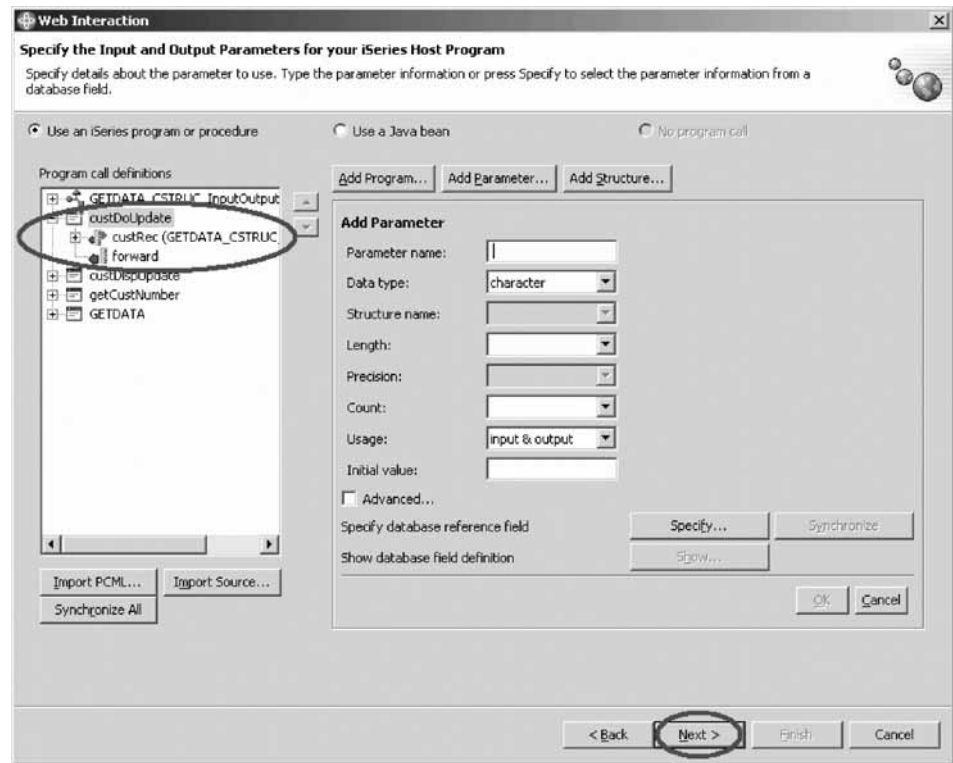 Web Interaction
Specify the Input and Output Parameters for your iSeries Host Program
Specify details about the parameter to use. Type the parameter information or press Specify to select the parameter information from a
database field.
Use an iSeries program or procedure Use a Java bean No program call
Program call definitions
GETDATA_CSTRUC_InputOutput
custDoUpdate
custRec (GETDATA_CSTRUC_
forward
custDispUpdate
getCustNumber
GETDATA
Import PCML... Import Source...
Synchronize All
Add Program... Add Parameter... Add Structure...
Add Parameter
Parameter name:
Data type: character
Structure name:
Length:
Precision:
Count:
Usage: input & output
Initial value:
Advanced...
Specify database reference field Specify... Synchronize
Show database field definition Show...
OK Cancel
< Back Next > Finish Cancel